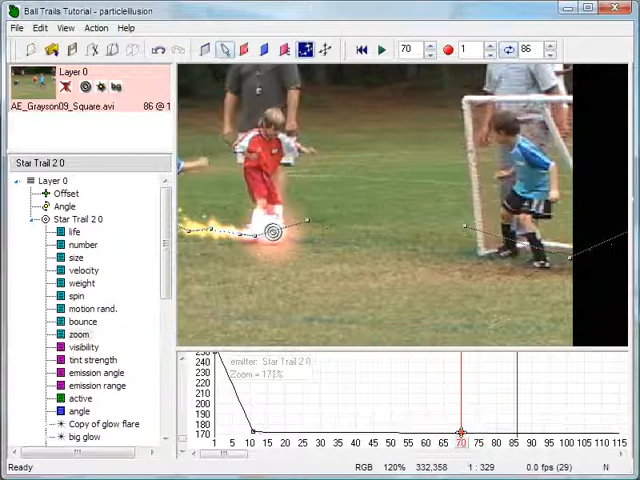 Ball Trails Tutorial - particleIllusion
File Edit View Action Help
70 1 86
Layer 0
AE_Grayson09_Square.avi 86 @ 1
Star Trail 2 0
Layer 0
Offset
Angle
Star Trail 2 0
life
number
size
velocity
weight
spin
motion rand.
bounce
zoom
visibility
tint strength
emission angle
emission range
active
angle
Copy of glow flare
big glow
emitter: Star Trail 2 0
Zoom = 171%
250
230
220
210
200
190
180
170
1 5 10 15 20 25 30 35 40 45 50 55 60 65 70 75 80 85 90 95 100 105 110 115
Ready RGB 120% 332,358 1 : 329 0.0 fps (29) N